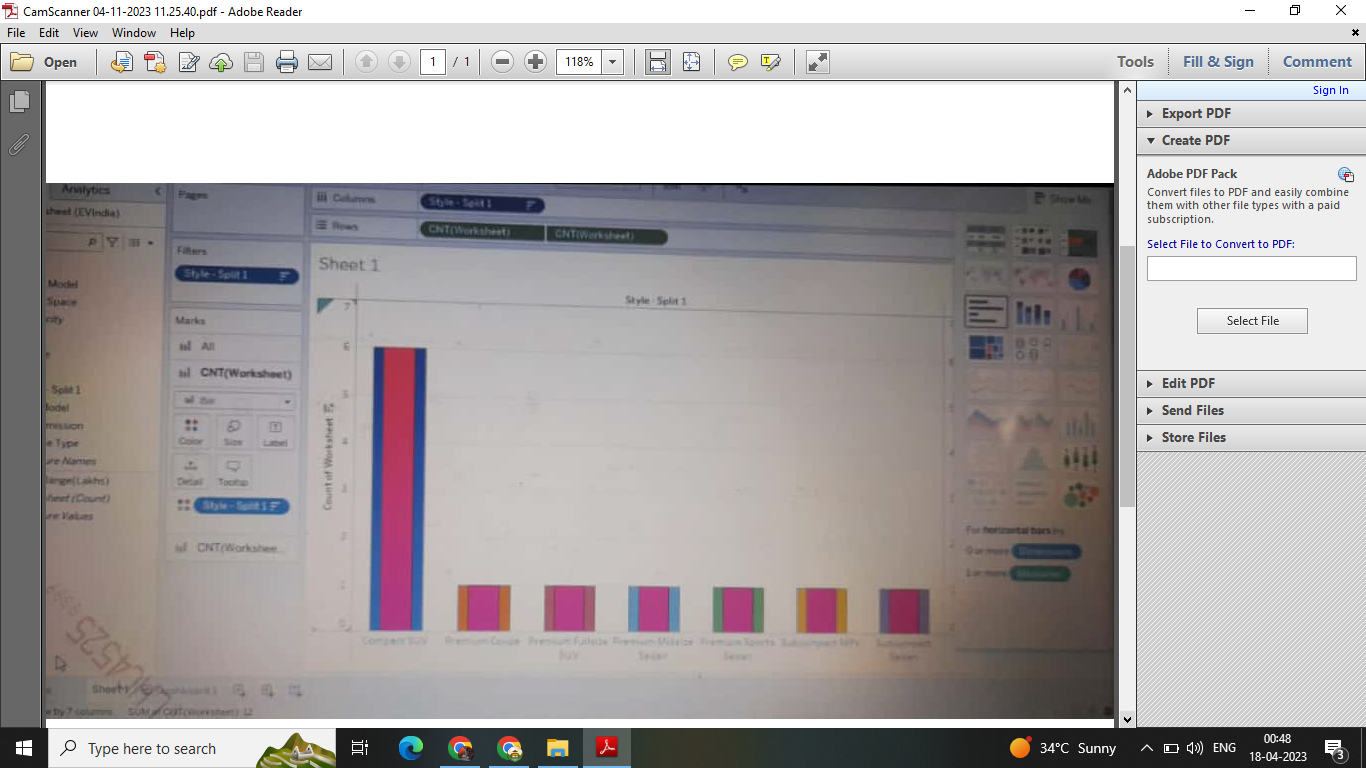 CamScanner 04-11-2023 11.25.40.pdf - Adobe Reader
File Edit View Window Help
Open 1 / 1 118% Tools Fill & Sign Comment
Sign In
Export PDF
Create PDF
Adobe PDF Pack
Convert files to PDF and easily combine
them with other file types with a paid
subscription.
Select File to Convert to PDF:
Select File
Edit PDF
Send Files
Store Files
Analytics
sheet (EVIndia)
Model
Space
- Split 1
Model
e Type
ure Names
Range(Lakhs)
sheet (Count)
ure Values
Pages
Filters
Style - Split 1
Marks
All
CNT(Worksheet)
Bar
Color Size Label
Detail Tooltip
Style - Split 1
CNT(Workshee...
Columns Style - Split 1
Rows CNT(Worksheet) CNT(Worksheet)
Show Me
Sheet 1
Style - Split 1
Count of Worksheet
7
6
5
4
3
2
1
0
Compact SUV Premium Coupe Premium Fullsize SUV Premium Midsize Sedan Premium Sports Sedan Subcompact MPV Subcompact Sedan
For horizontal bars try
0 or more Dimensions
1 or more Measures
Sheet 1 Dashboard 1
by 7 columns SUM of CNT(Worksheet): 12
Type here to search
34°C Sunny ENG 00:48
18-04-2023
3